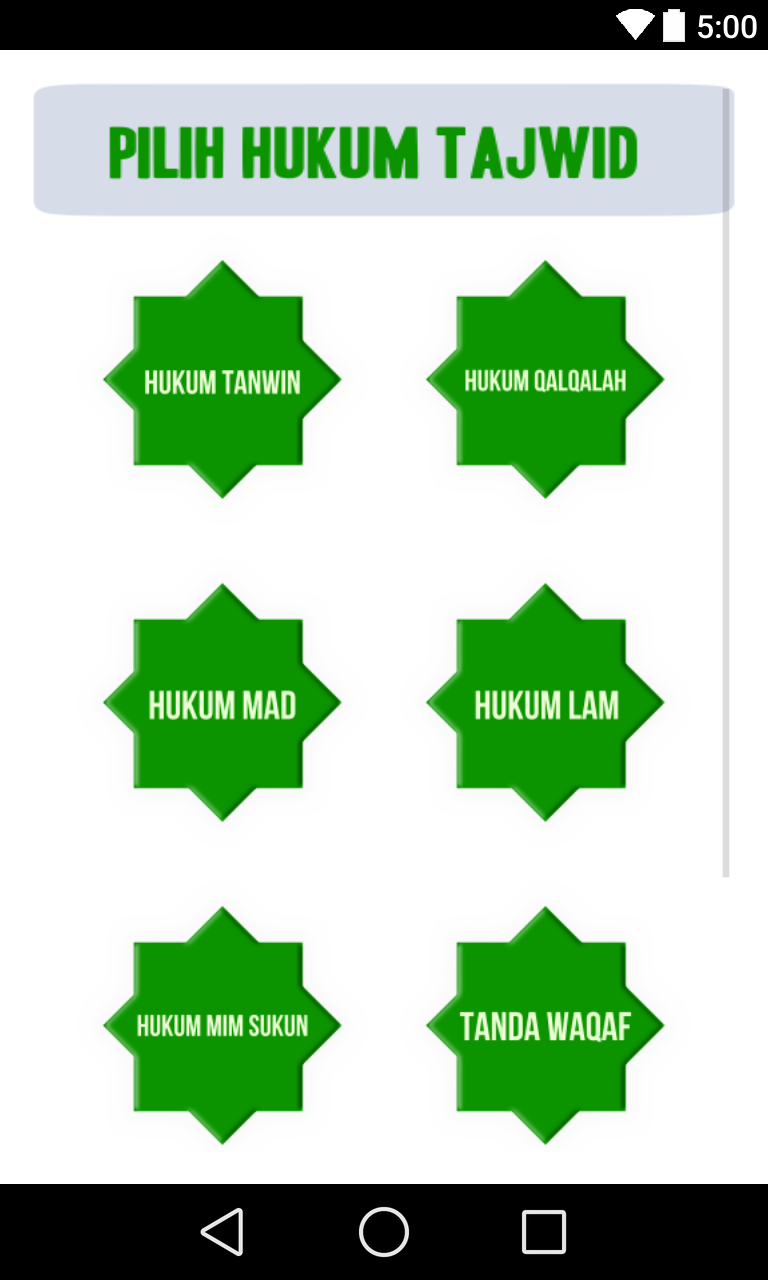 5:00
PILIH HUKUM TAJWID
HUKUM TANWIN
HUKUM QALQALAH
HUKUM MAD
HUKUM LAM
HUKUM MIM SUKUN
TANDA WAQAF